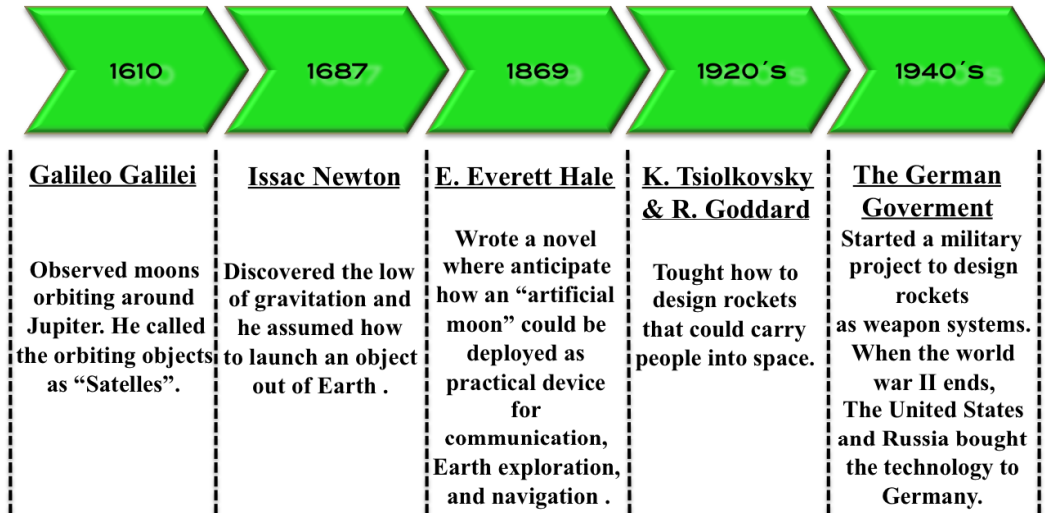 1610
1687
1869
1920´s
1940´s
Galileo Galilei
Observed moons
orbiting around
Jupiter. He called
the orbiting objects
as “Satelles”.
Issac Newton
Discovered the low
of gravitation and
he assumed how
to launch an object
out of Earth .
E. Everett Hale
Wrote a novel
where anticipate
how an “artificial
moon” could be
deployed as
practical device
for
communication,
Earth exploration,
and navigation .
K. Tsiolkovsky
& R. Goddard
Tought how to
design rockets
that could carry
people into space.
The German
Goverment
Started a military
project to design
rockets
as weapon systems.
When the world
war II ends,
The United States
and Russia bought
the technology to
Germany.